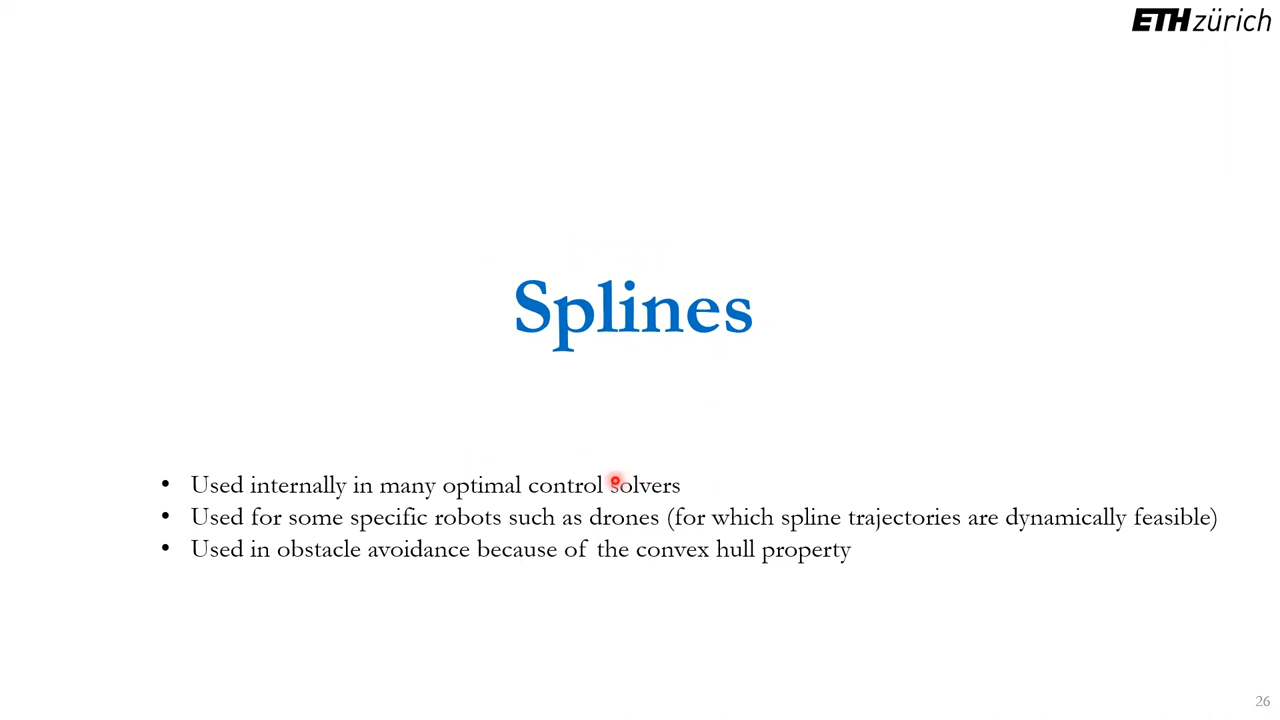 ETH zürich
Splines
• Used internally in many optimal control solvers
• Used for some specific robots such as drones (for which spline trajectories are dynamically feasible)
• Used in obstacle avoidance because of the convex hull property
26